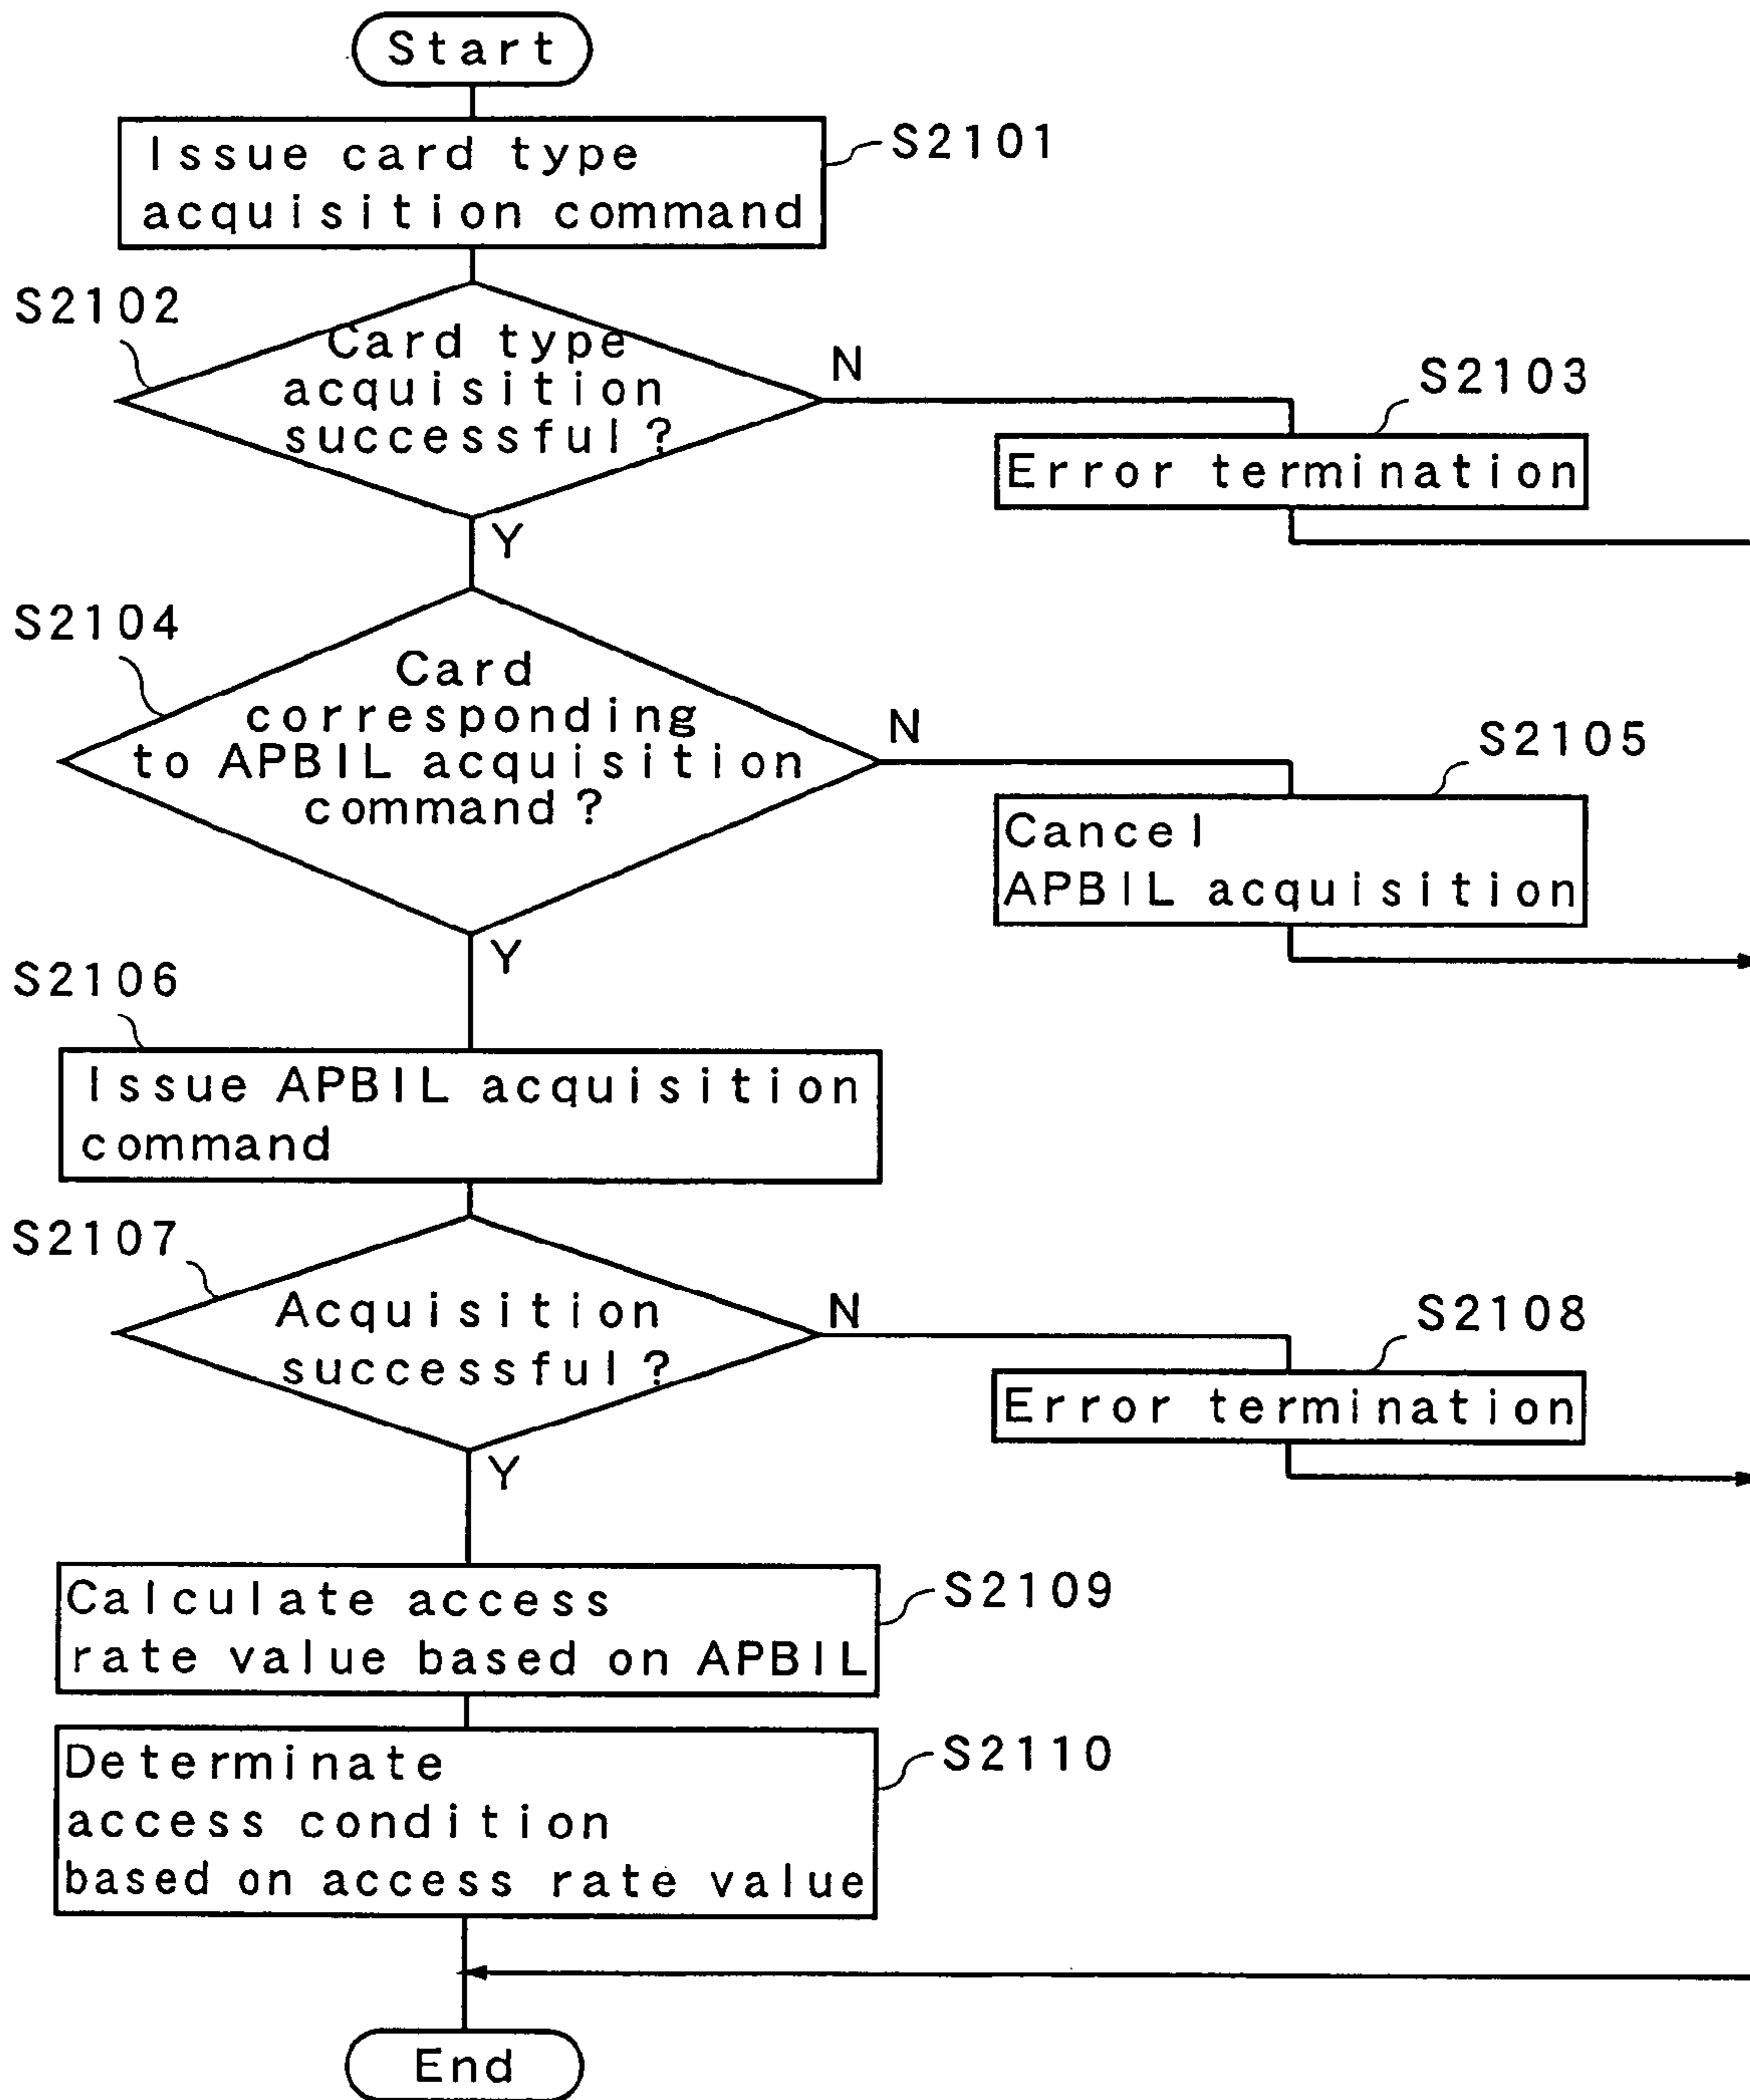 Start
Issue card type
acquisition command
S2101
S2102
Card type
acquisition
successful?
N
S2103
Error termination
Y
S2104
Card
corresponding
to APBIL acquisition
command?
N
S2105
Cancel
APBIL acquisition
Y
S2106
Issue APBIL acquisition
command
S2107
Acquisition
successful?
N
S2108
Error termination
Y
Calculate access
rate value based on APBIL
S2109
Determinate
access condition
based on access rate value
S2110
End